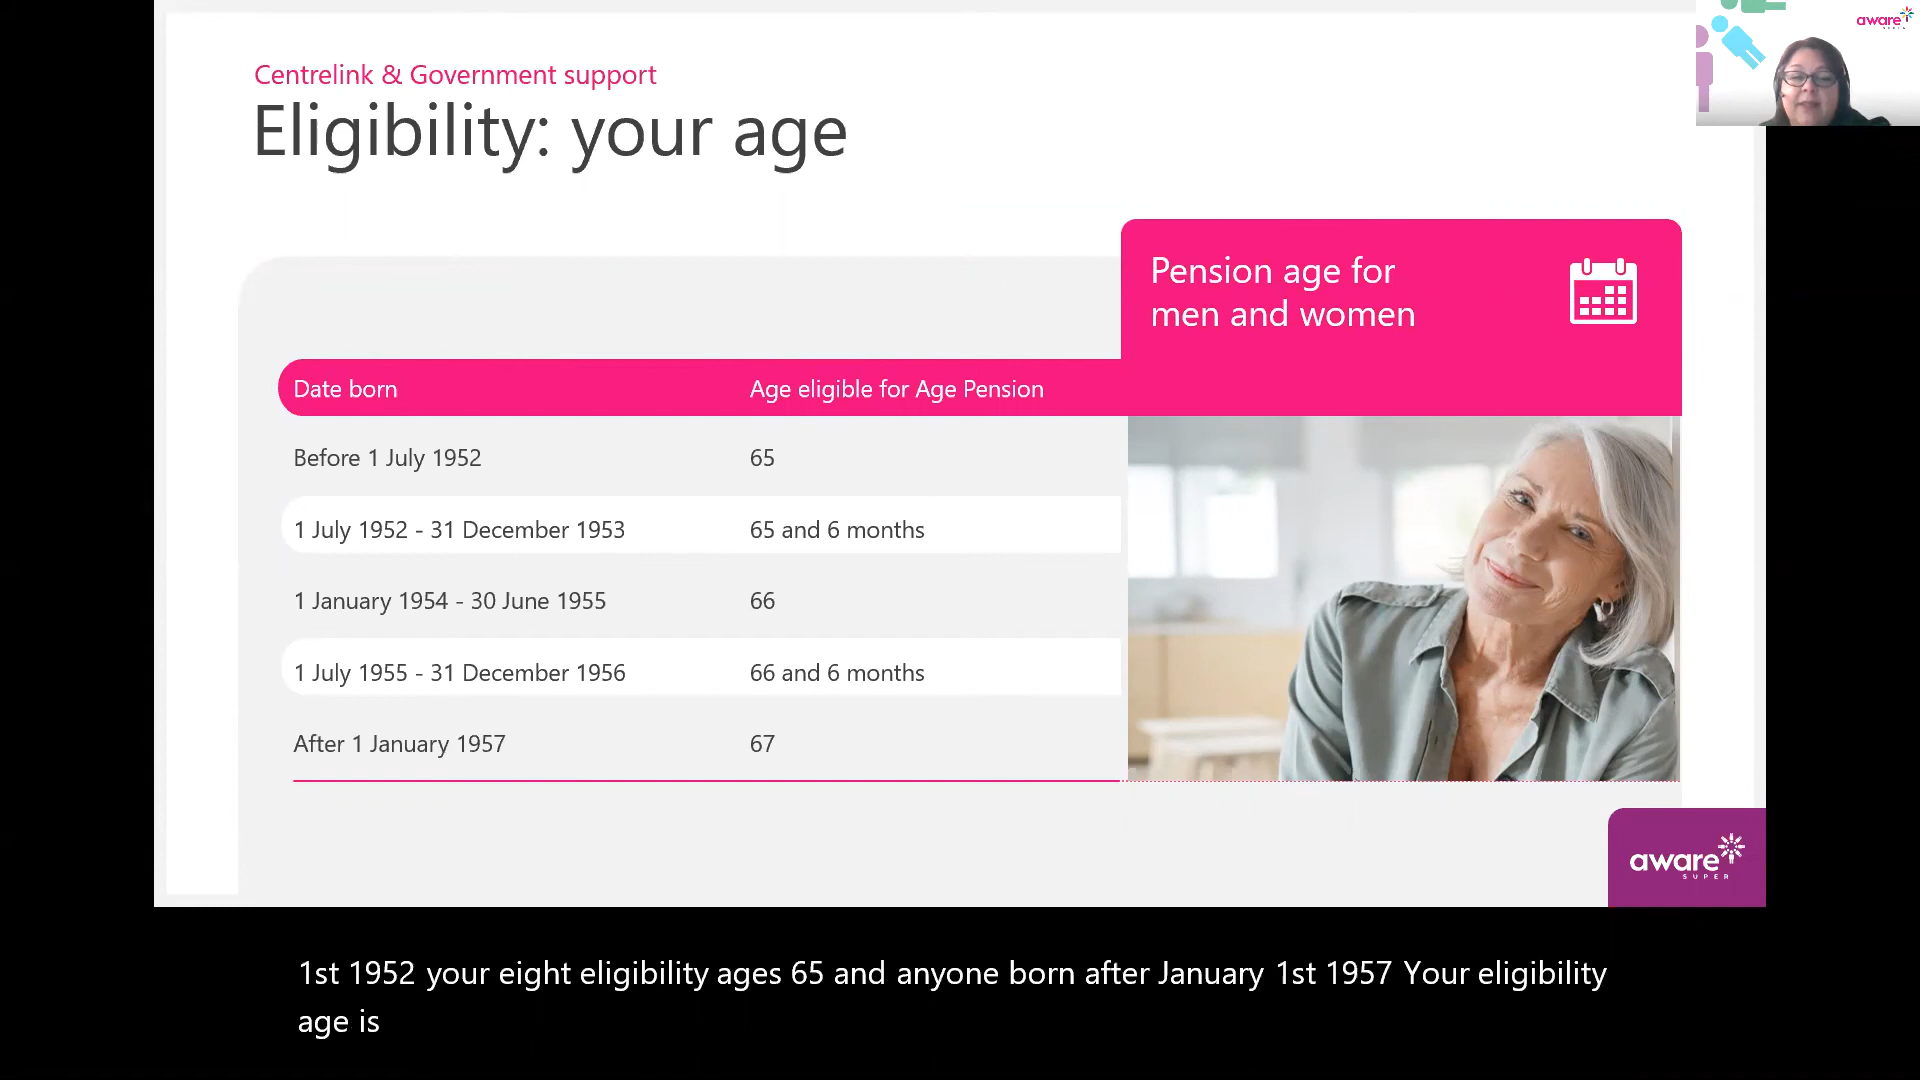 aware
SUPER
Centrelink & Government support
Eligibility: your age
Pension age for
men and women
Date born Age eligible for Age Pension
Before 1 July 1952 65
1 July 1952 - 31 December 1953 65 and 6 months
1 January 1954 - 30 June 1955 66
1 July 1955 - 31 December 1956 66 and 6 months
After 1 January 1957 67
aware
SUPER
1st 1952 your eight eligibility ages 65 and anyone born after January 1st 1957 Your eligibility
age is